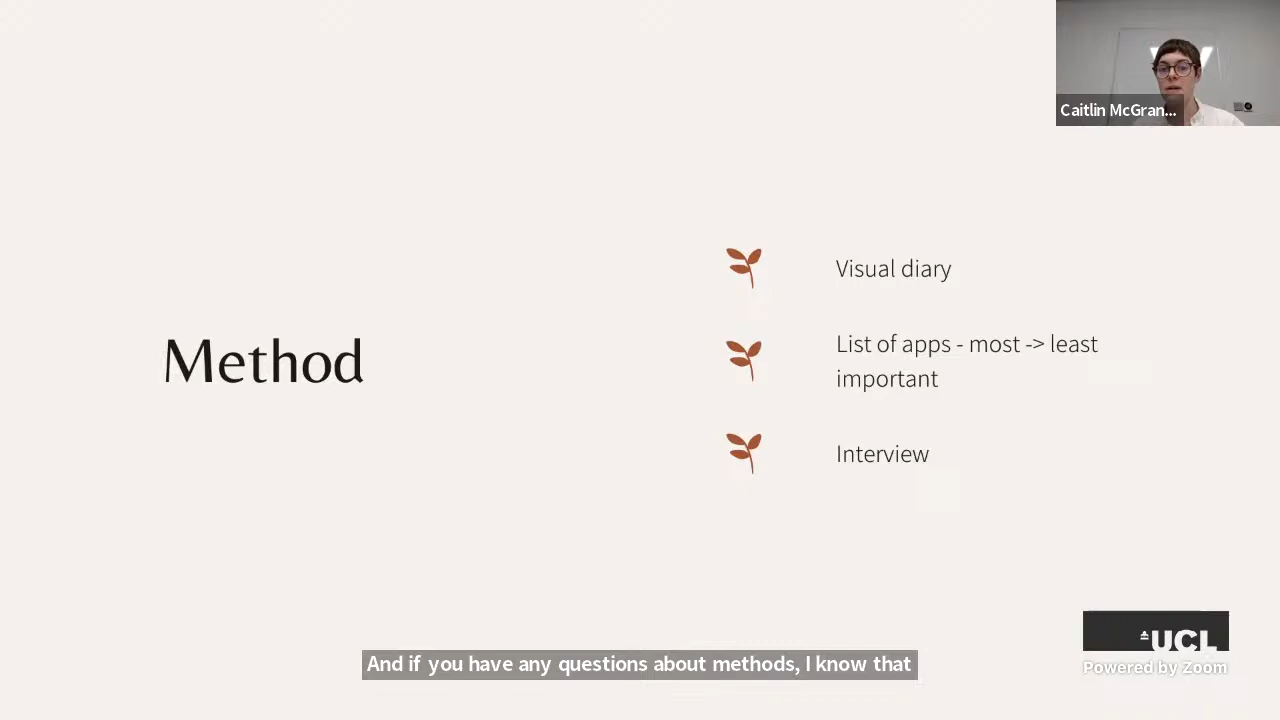 Caitlin McGran...
Method
Visual diary
List of apps - most -> least
important
Interview
UCL
Powered by Zoom
And if you have any questions about methods, I know that